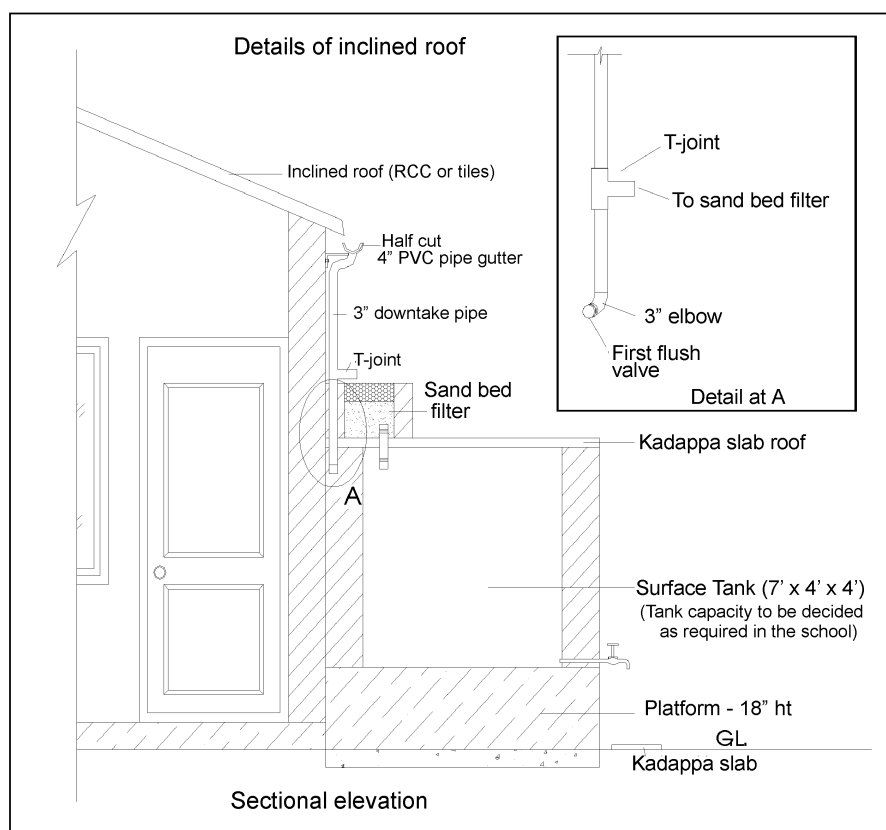 Details of inclined roof
Inclined roof (RCC or tiles)
Half cut
4" PVC pipe gutter
3" downtake pipe
T-joint
Sand bed
filter
A
T-joint
To sand bed filter
3" elbow
First flush
valve
Detail at A
Kadappa slab roof
Surface Tank (7' x 4' x 4')
(Tank capacity to be decided
as required in the school)
Platform - 18" ht
GL
Kadappa slab
Sectional elevation